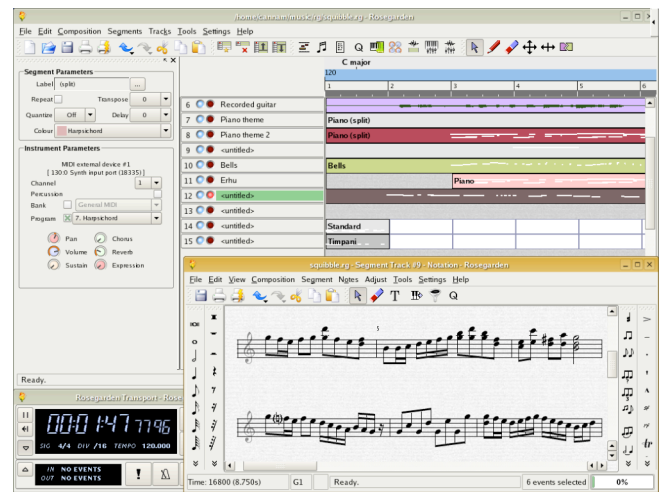 /home/cannam/music/rg/squibble.rg - Rosegarden
File Edit Composition Segments Tracks Tools Settings Help
Segment Parameters
Label (split) ...
Repeat Transpose 0
Quantize Off Delay 0
Colour Harpsichord
Instrument Parameters
MIDI external device #1
[ 130:0 Synth input port (18335)]
Channel 1
Percussion
Bank General MIDI
Program 7. Harpsichord
Pan Chorus
Volume Reverb
Sustain Expression
Ready.
C major
120
1 2 3 4 5 6
6 Recorded guitar
7 Piano theme Piano (split)
8 Piano theme 2 Piano (split)
9 <untitled>
10 Bells Bells
11 Erhu Piano
12 <untitled>
13 <untitled>
14 <untitled> Standard
15 <untitled> Timpani
squibble.rg - Segment Track #9 - Notation - Rosegarden
File Edit View Composition Segment Notes Adjust Tools Settings Help
5
Time: 16800 (8.750s) G1 Ready. 6 events selected 0%
Rosegarden Transport - Rose
00:0 1:47 7796
SIG 4/4 DIV /16 TEMPO 120.000
IN NO EVENTS
OUT NO EVENTS